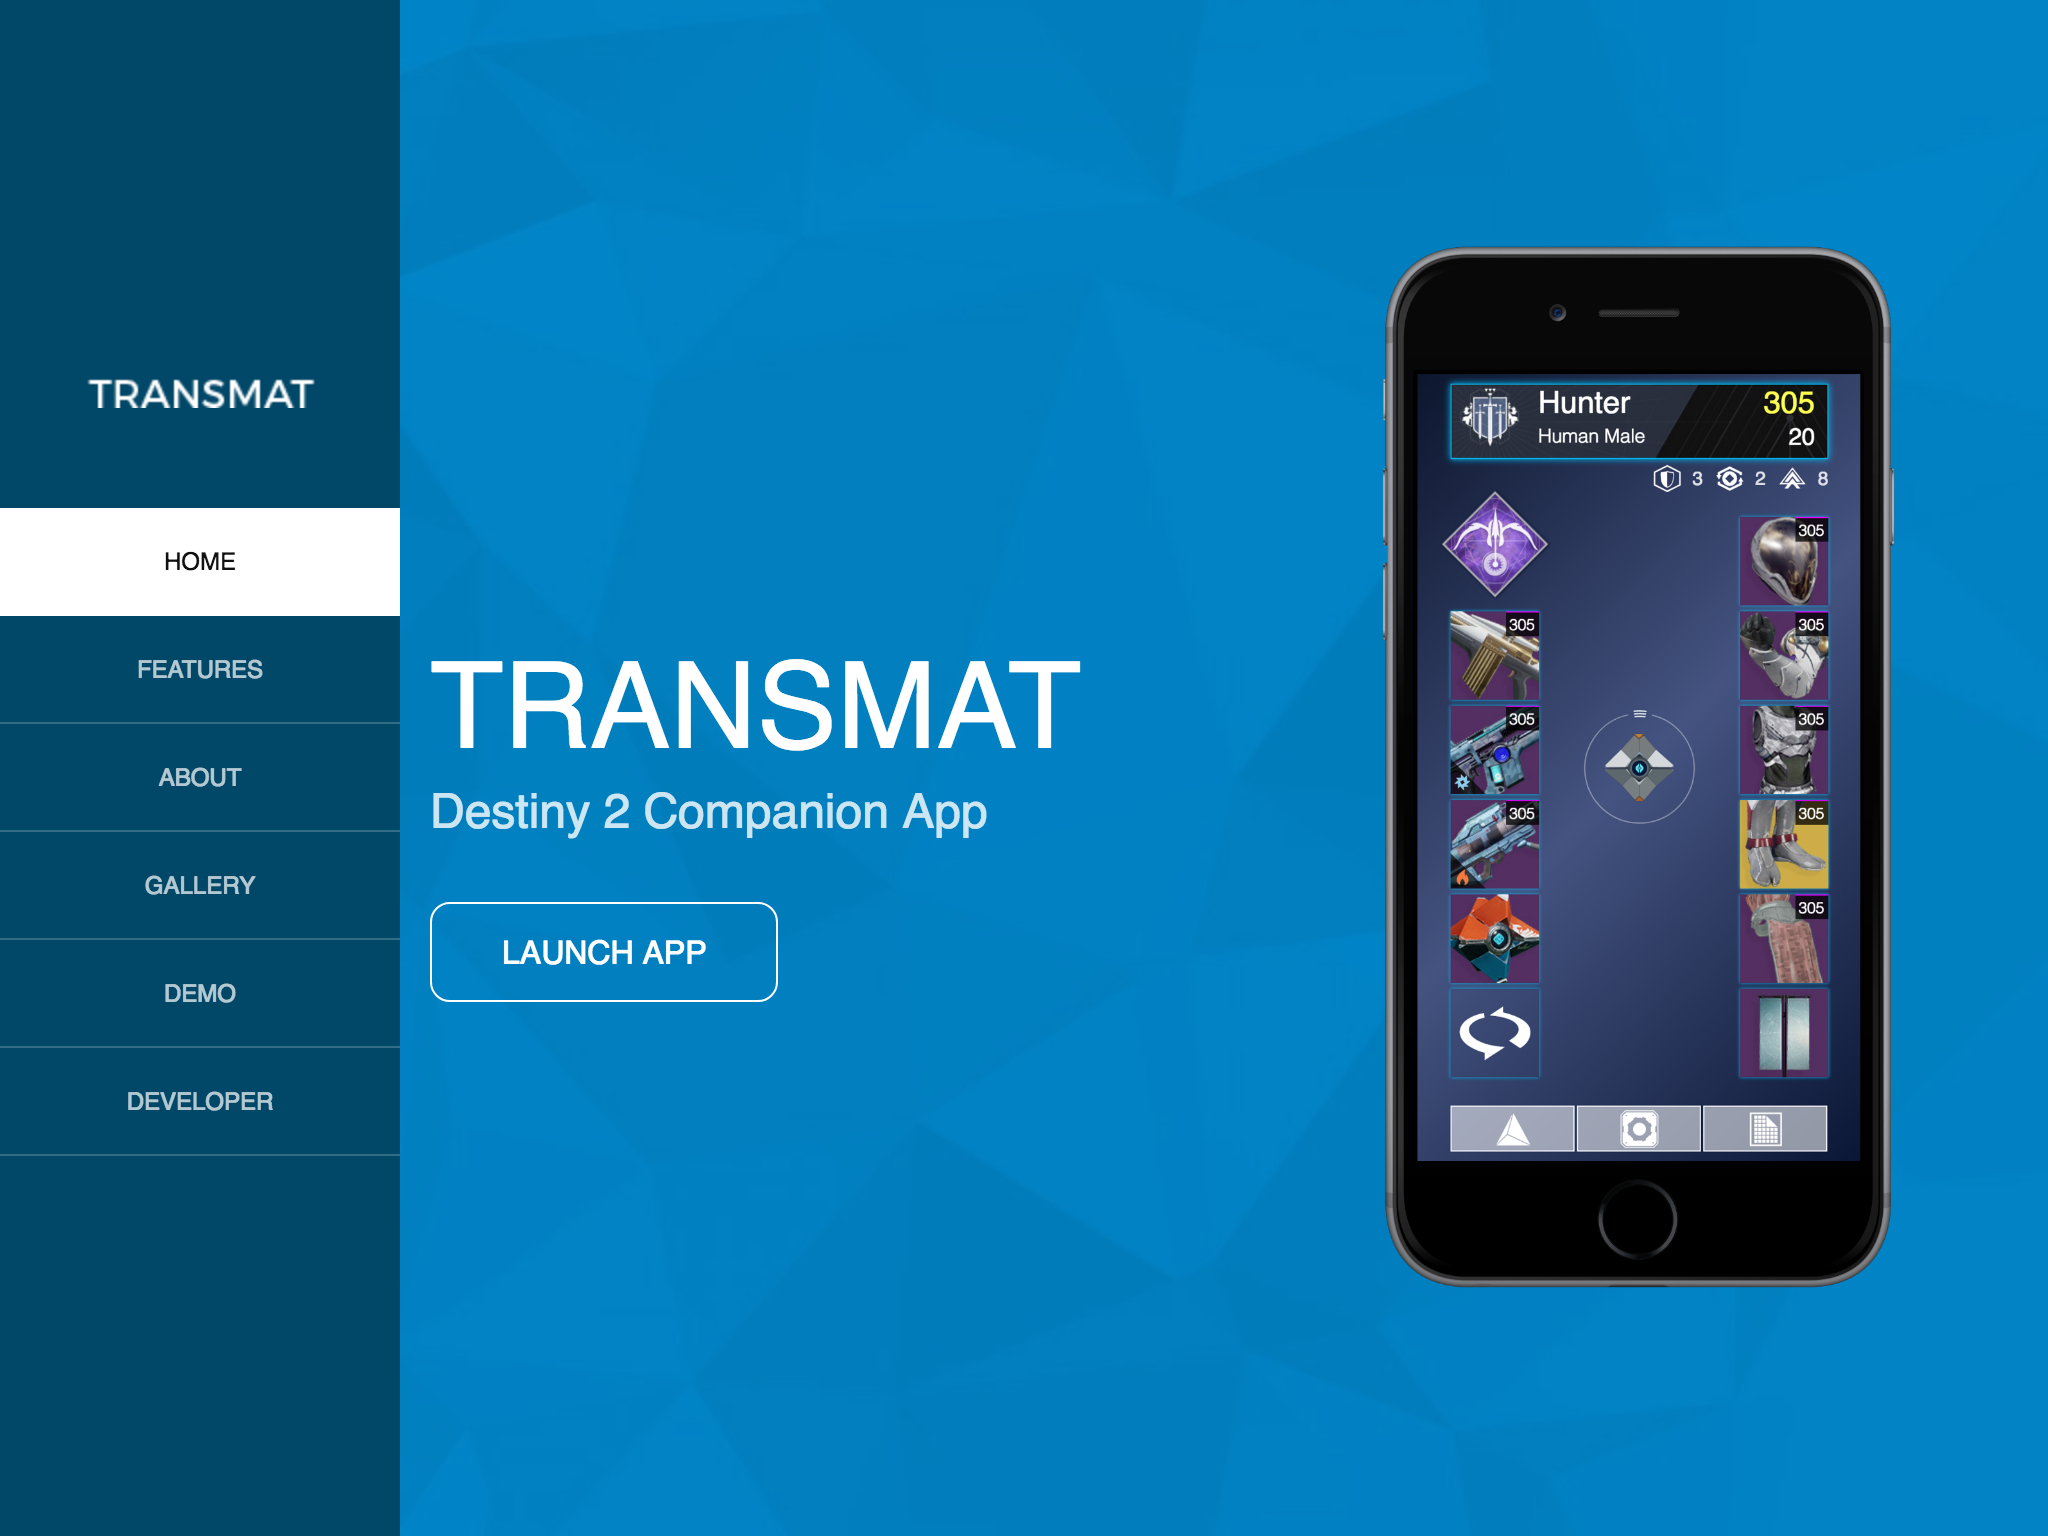 TRANSMAT
HOME
FEATURES
ABOUT
GALLERY
DEMO
DEVELOPER
TRANSMAT
Destiny 2 Companion App
LAUNCH APP
Hunter 305
Human Male 20
3 2 8
305
305 305
305 305
305 305
305